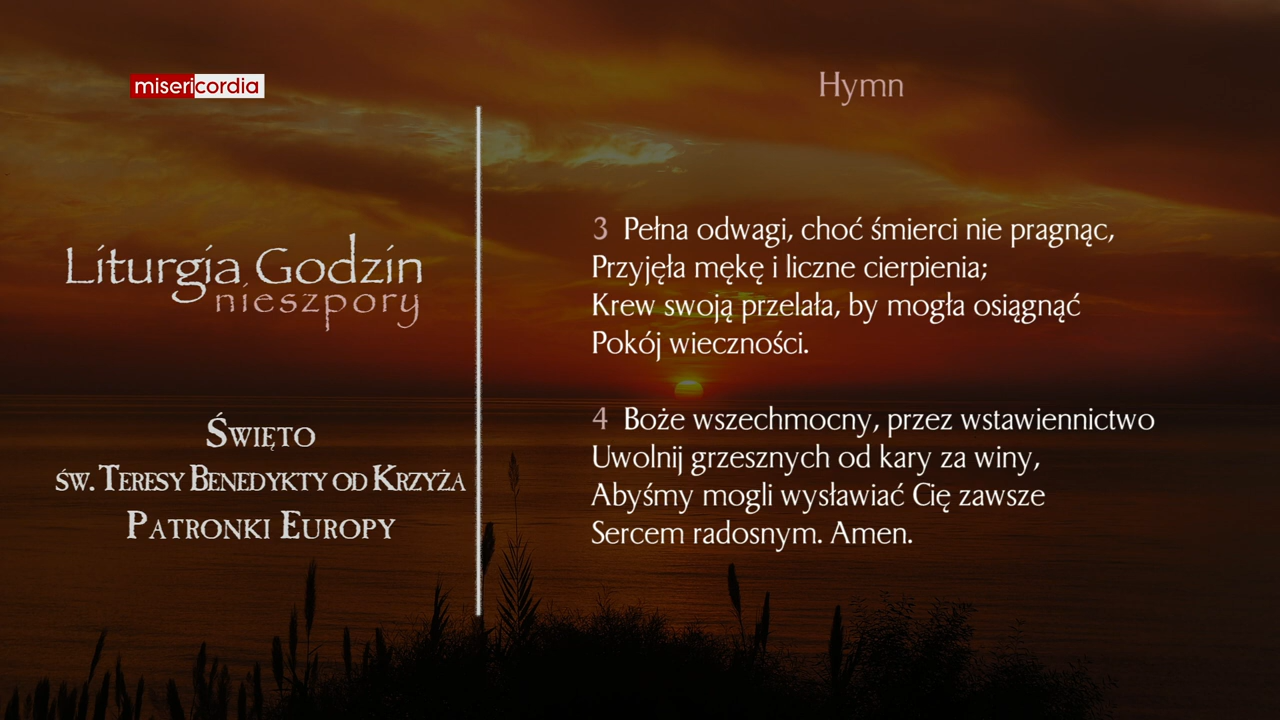 misericordia
Hymn
Liturgia Godzin
nieszpory
Święto
św. Teresy Benedykty od Krzyża
Patronki Europy
3 Pełna odwagi, choć śmierci nie pragnąc,
Przyjęła mękę i liczne cierpienia;
Krew swoją przelała, by mogła osiągnąć
Pokój wieczności.
4 Boże wszechmocny, przez wstawiennictwo
Uwolnij grzesznych od kary za winy,
Abyśmy mogli wysławiać Cię zawsze
Sercem radosnym. Amen.